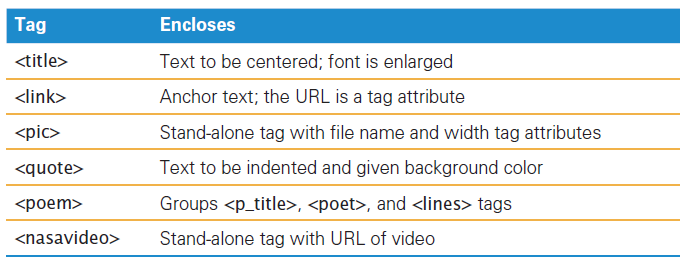 Tag Encloses
<title> Text to be centered; font is enlarged
<link> Anchor text; the URL is a tag attribute
<pic> Stand-alone tag with file name and width tag attributes
<quote> Text to be indented and given background color
<poem> Groups <p_title>, <poet>, and <lines> tags
<nasavideo> Stand-alone tag with URL of video